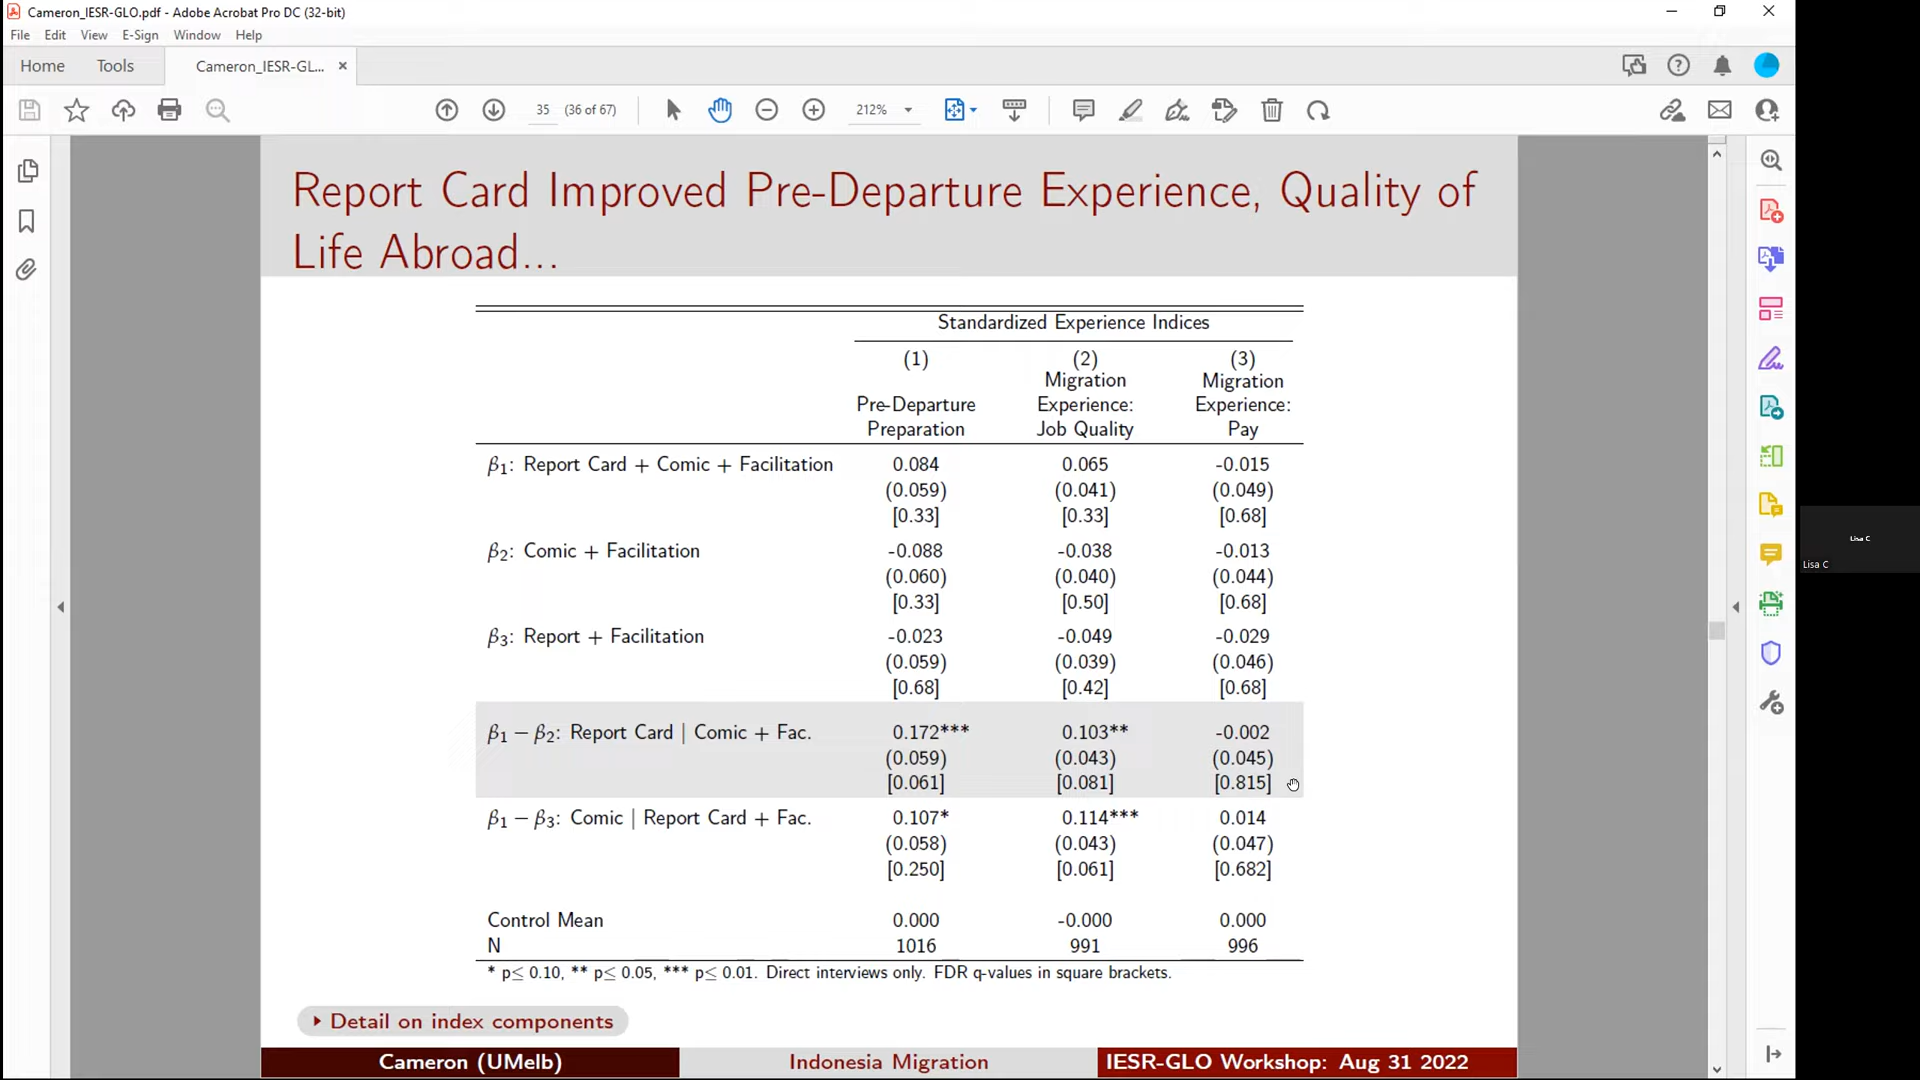 Cameron_IESR-GLO.pdf - Adobe Acrobat Pro DC (32-bit)
File Edit View E-Sign Window Help
Home Tools Cameron_IESR-GL... ×
35 (36 of 67) 212%
Report Card Improved Pre-Departure Experience, Quality of
Life Abroad...
Standardized Experience Indices
(1) (2) (3)
Migration Migration
Pre-Departure Experience: Experience:
Preparation Job Quality Pay
β1: Report Card + Comic + Facilitation 0.084 0.065 -0.015
(0.059) (0.041) (0.049)
[0.33] [0.33] [0.68]
β2: Comic + Facilitation -0.088 -0.038 -0.013
(0.060) (0.040) (0.044)
[0.33] [0.50] [0.68]
β3: Report + Facilitation -0.023 -0.049 -0.029
(0.059) (0.039) (0.046)
[0.68] [0.42] [0.68]
β1 − β2: Report Card | Comic + Fac. 0.172*** 0.103** -0.002
(0.059) (0.043) (0.045)
[0.061] [0.081] [0.815]
β1 − β3: Comic | Report Card + Fac. 0.107* 0.114*** 0.014
(0.058) (0.043) (0.047)
[0.250] [0.061] [0.682]
Control Mean 0.000 -0.000 0.000
N 1016 991 996
* p≤ 0.10, ** p≤ 0.05, *** p≤ 0.01. Direct interviews only. FDR q-values in square brackets.
Detail on index components
Cameron (UMelb) Indonesia Migration IESR-GLO Workshop: Aug 31 2022
Lisa C
Lisa C